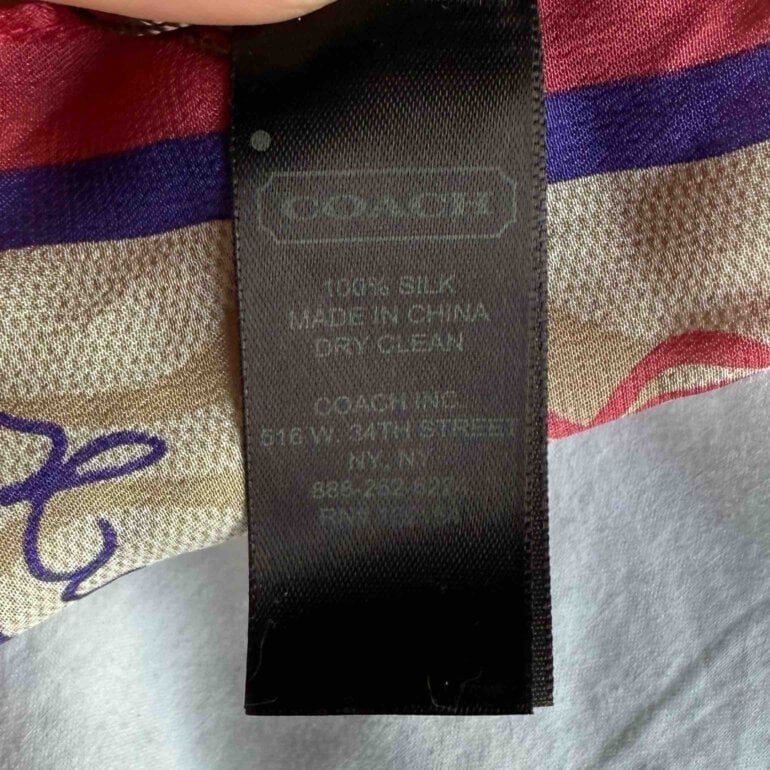 COACH
100% SILK
MADE IN CHINA
DRY CLEAN
COACH INC.
516 W. 34TH STREET
NY, NY